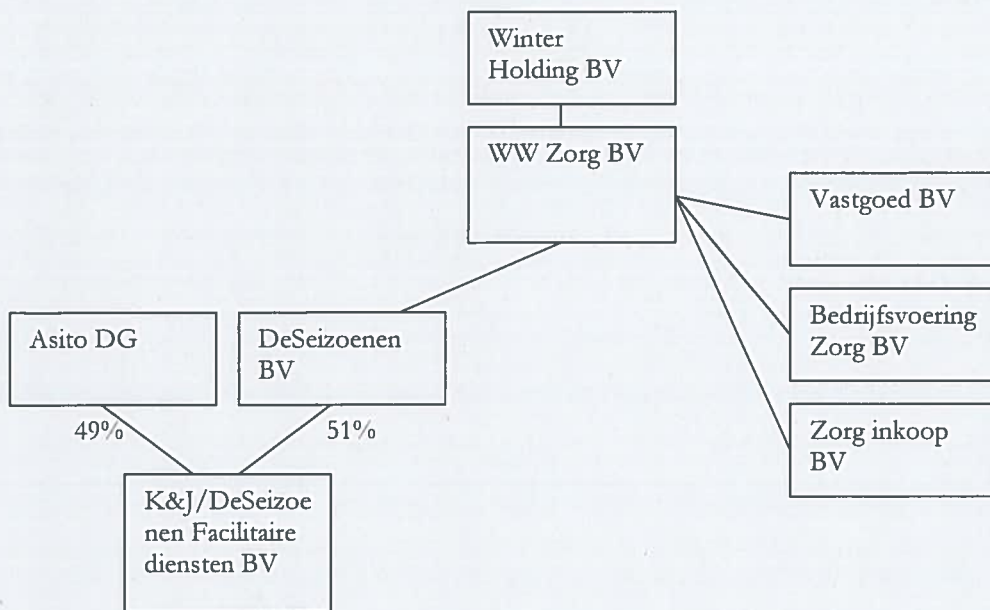 Winter
Holding BV
WW Zorg BV
Vastgoed BV
Bedrijfsvoering
Zorg BV
Zorg inkoop
BV
Asito DG
DeSeizoenen
BV
49%
51%
K&J/DeSeizoe
nen Facilitaire
diensten BV